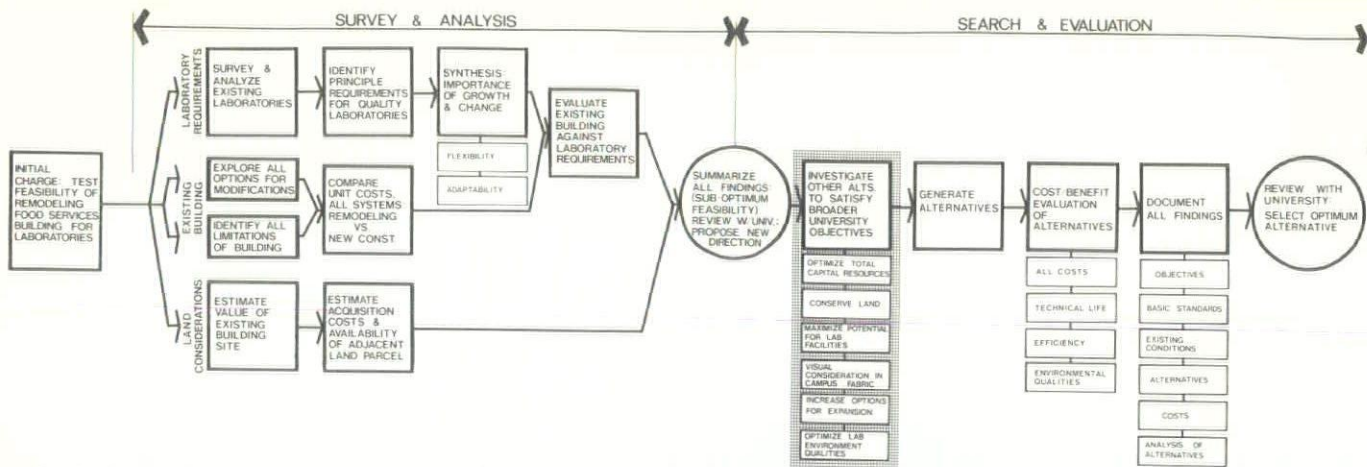 SURVEY & ANALYSIS
SEARCH & EVALUATION
INITIAL
CHARGE: TEST
FEASIBILITY OF
REMODELING
FOOD SERVICES
BUILDING FOR
LABORATORIES
LABORATORY
REQUIREMENTS
SURVEY &
ANALYZE
EXISTING
LABORATORIES
IDENTIFY
PRINCIPLE
REQUIREMENTS
FOR QUALITY
LABORATORIES
SYNTHESIS:
IMPORTANCE
OF GROWTH
& CHANGE
FLEXIBILITY
ADAPTABILITY
EVALUATE
EXISTING
BUILDING
AGAINST
LABORATORY
REQUIREMENTS
EXISTING
BUILDING
EXPLORE ALL
OPTIONS FOR
MODIFICATIONS
IDENTIFY ALL
LIMITATIONS
OF BUILDING
COMPARE
UNIT COSTS,
ALL SYSTEMS
REMODELING
VS
NEW CONST
LAND
CONSIDERATIONS
ESTIMATE
VALUE OF
EXISTING
BUILDING
SITE
ESTIMATE
ACQUISITION
COSTS &
AVAILABILITY
OF ADJACENT
LAND PARCEL
SUMMARIZE
ALL FINDINGS:
(SUB-OPTIMUM
FEASIBILITY)
REVIEW W. UNIV.:
PROPOSE NEW
DIRECTION
INVESTIGATE
OTHER ALTS.
TO SATISFY
BROADER
UNIVERSITY
OBJECTIVES
OPTIMIZE TOTAL
CAPITAL RESOURCES
CONSERVE LAND
MAXIMIZE POTENTIAL
FOR LAB
FACILITIES
VISUAL
CONSIDERATION IN
CAMPUS FABRIC
INCREASE OPTIONS
FOR EXPANSION
OPTIMIZE LAB
ENVIRONMENT
QUALITIES
GENERATE
ALTERNATIVES
COST-BENEFIT
EVALUATION
OF
ALTERNATIVES
ALL COSTS
TECHNICAL LIFE
EFFICIENCY
ENVIRONMENTAL
QUALITIES
DOCUMENT
ALL FINDINGS
OBJECTIVES
BASIC STANDARDS
EXISTING
CONDITIONS
ALTERNATIVES
COSTS
ANALYSIS OF
ALTERNATIVES
REVIEW WITH
UNIVERSITY:
SELECT OPTIMUM
ALTERNATIVE